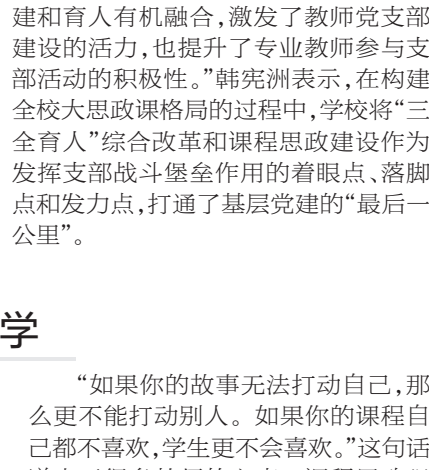 建和育人有机融合,激发了教师党支部
建设的活力,也提升了专业教师参与支
部活动的积极性。”韩宪洲表示,在构建
全校大思政课格局的过程中,学校将“三
全育人”综合改革和课程思政建设作为
发挥支部战斗堡垒作用的着眼点、落脚
点和发力点,打通了基层党建的“最后一
公里”。
学
“如果你的故事无法打动自己,那
么更不能打动别人。如果你的课程自
己都不喜欢,学生更不会喜欢。”这句话